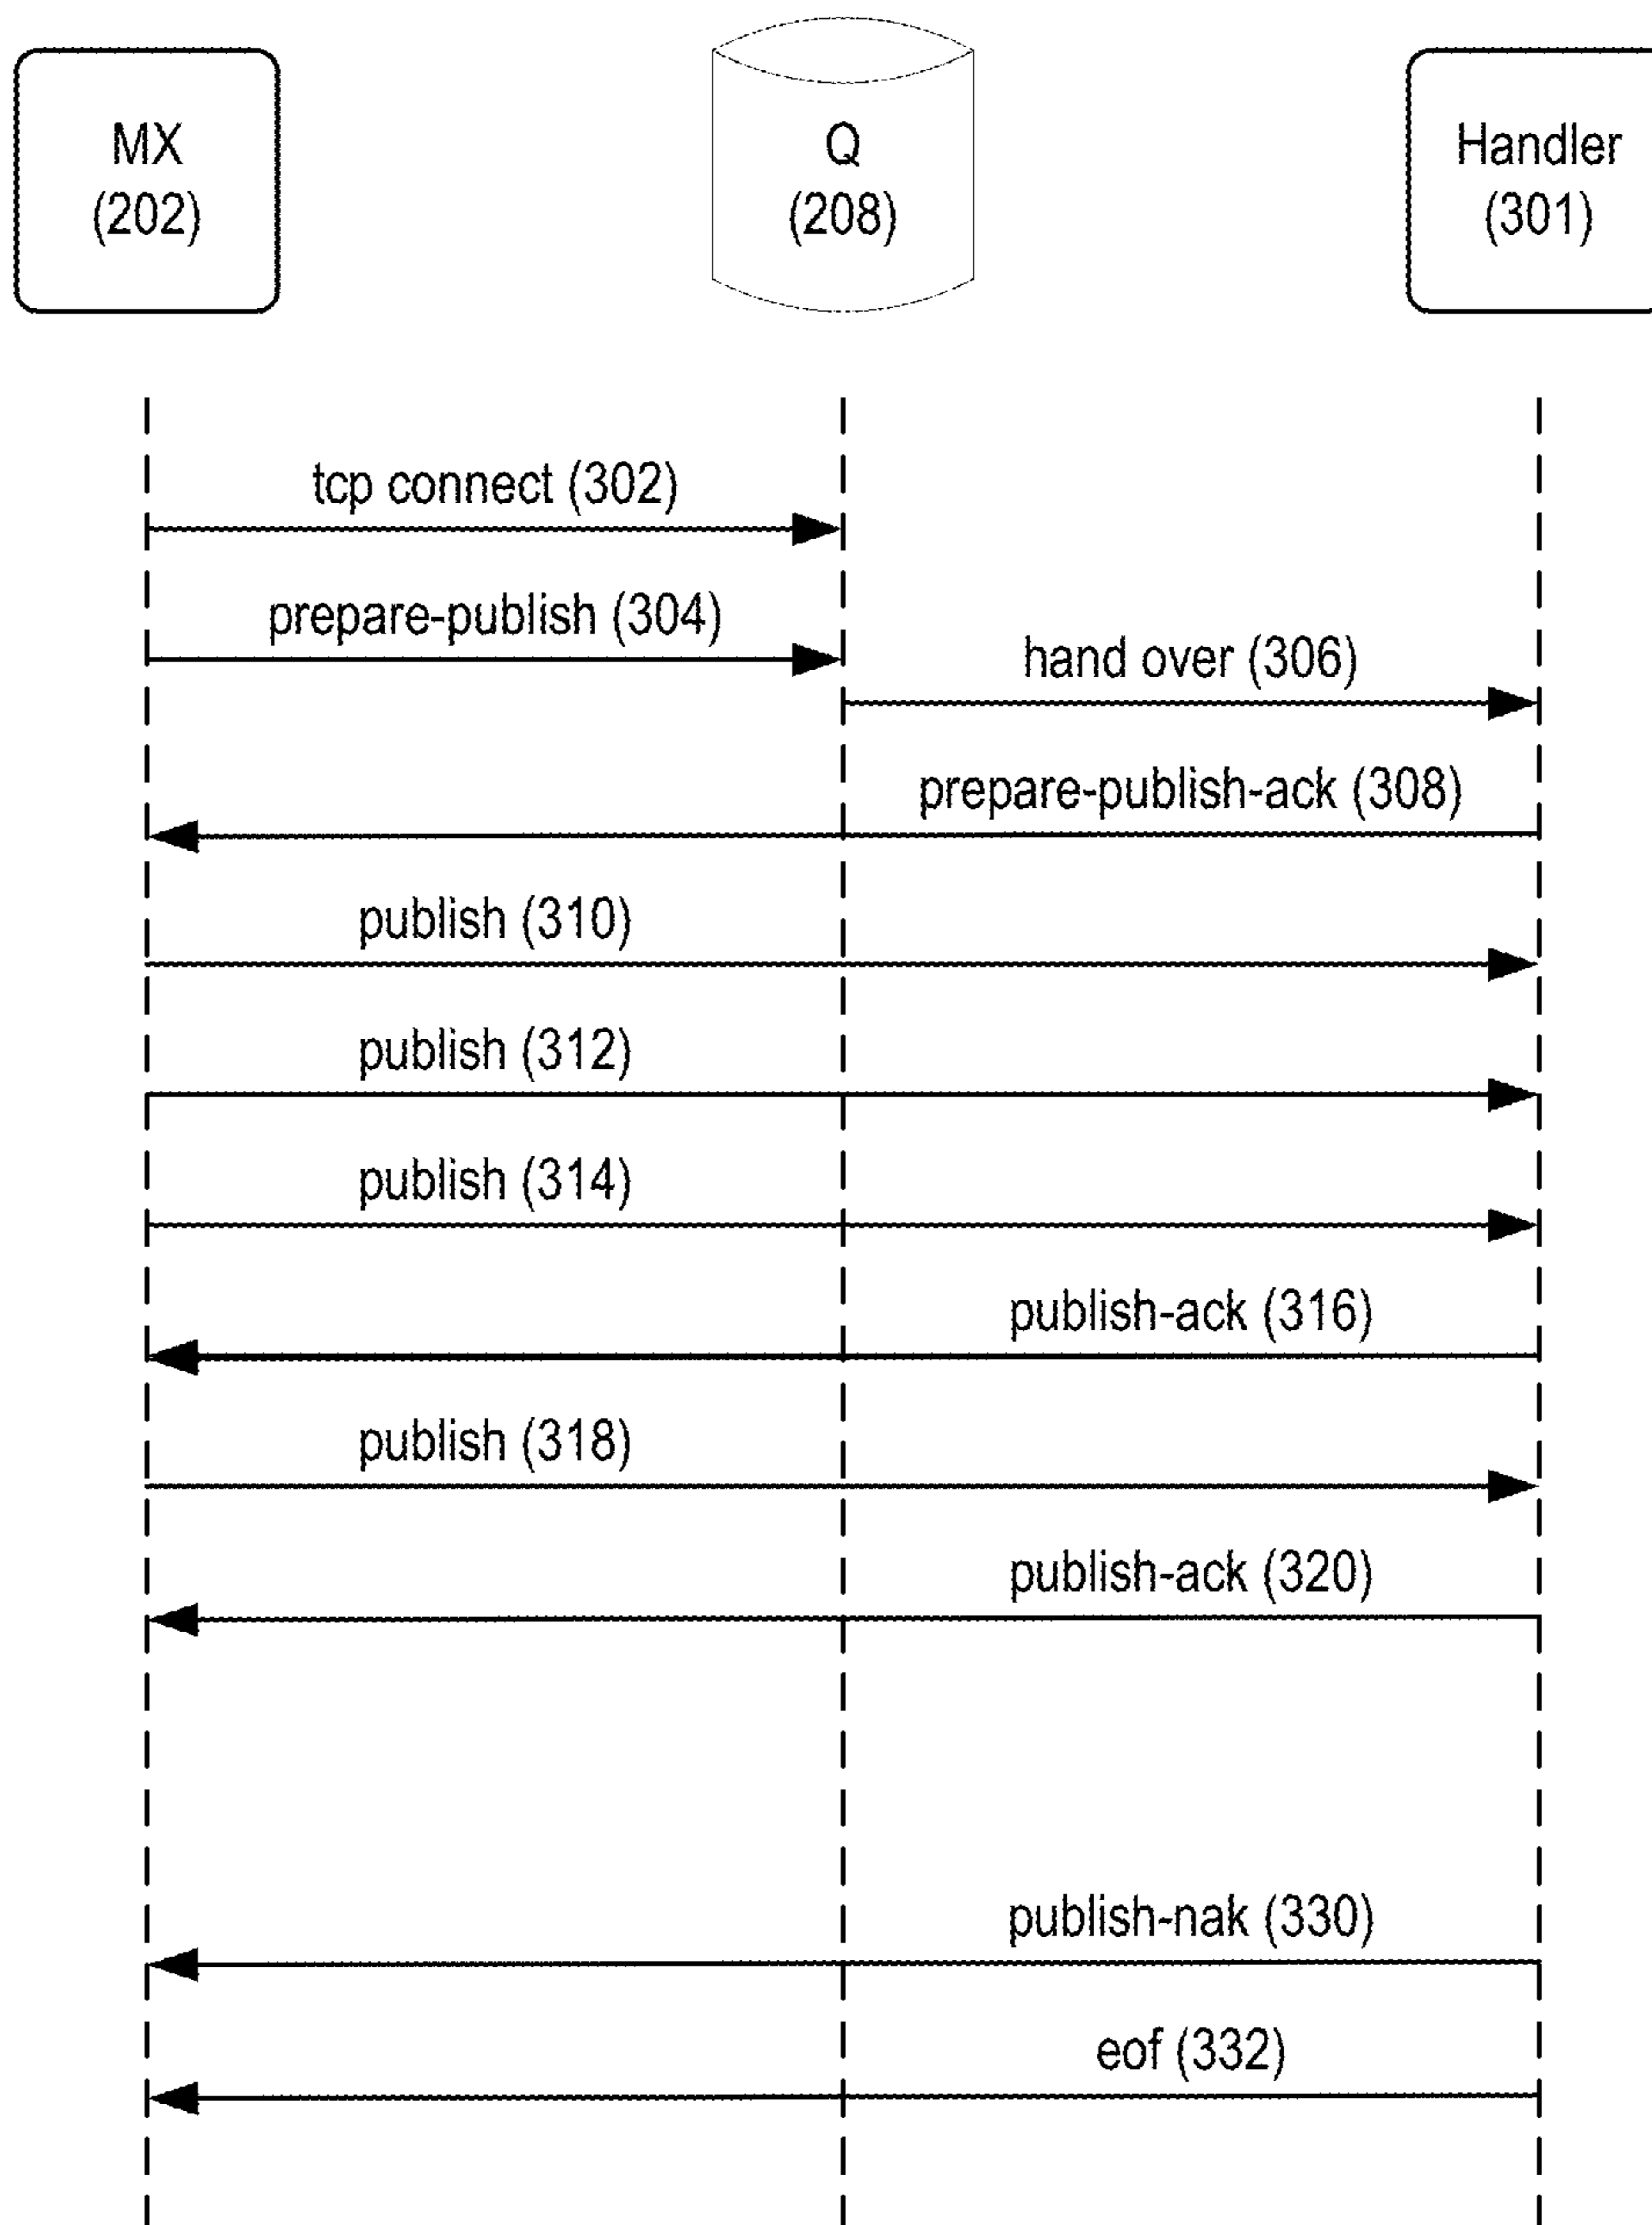 MX
(202)
Q
(208)
Handler
(301)
tcp connect (302)
prepare-publish (304)
hand over (306)
prepare-publish-ack (308)
publish (310)
publish (312)
publish (314)
publish-ack (316)
publish (318)
publish-ack (320)
publish-nak (330)
eof (332)